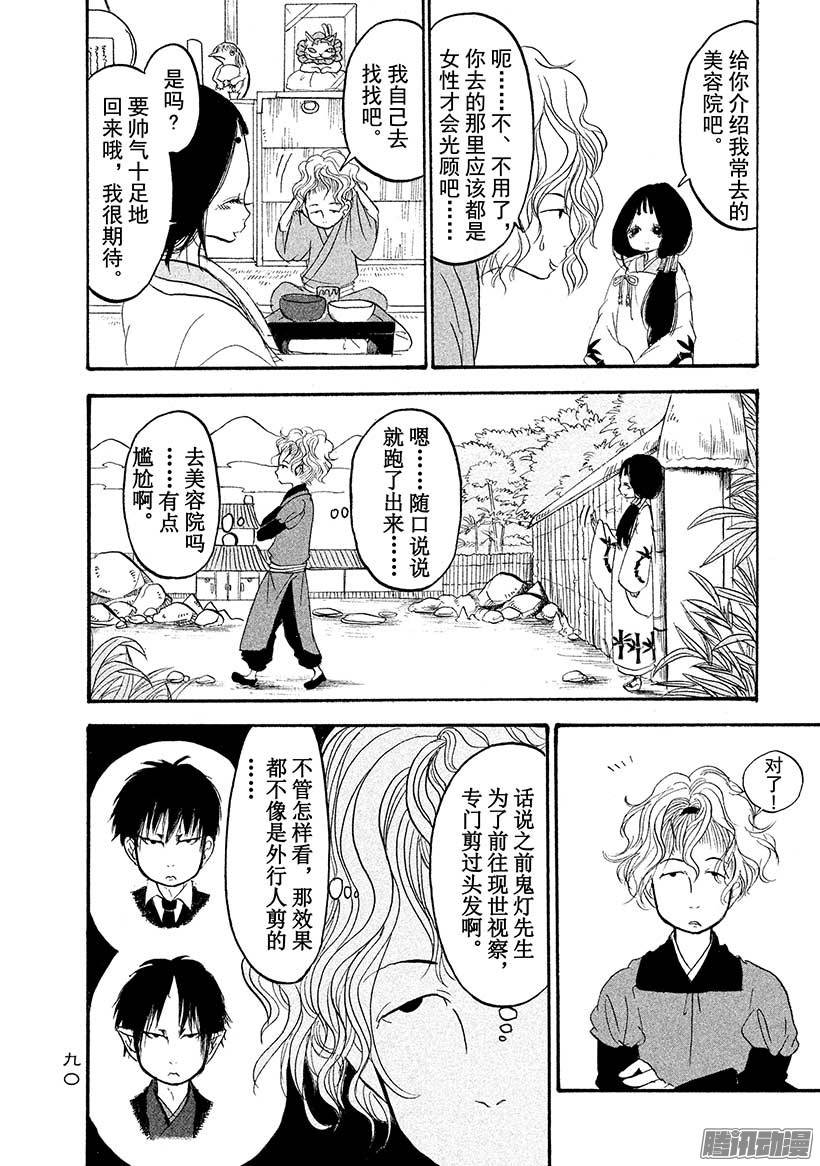 给你介绍我常去的
美容院吧。
呃……不、不用了，
你去的那里应该都是
女性才会光顾吧……
我自己去
找找吧。
是吗？
要帅气十足地
回来哦，我很期待。
嗯……随口说说
就跑了出来……
去美容院吗
……有点
尴尬啊。
对了！
话说之前鬼灯先生
为了前往现世视察，
专门剪过头发啊。
不管怎样看，那效果
都不像是外行人剪的
……
九〇
腾讯动漫